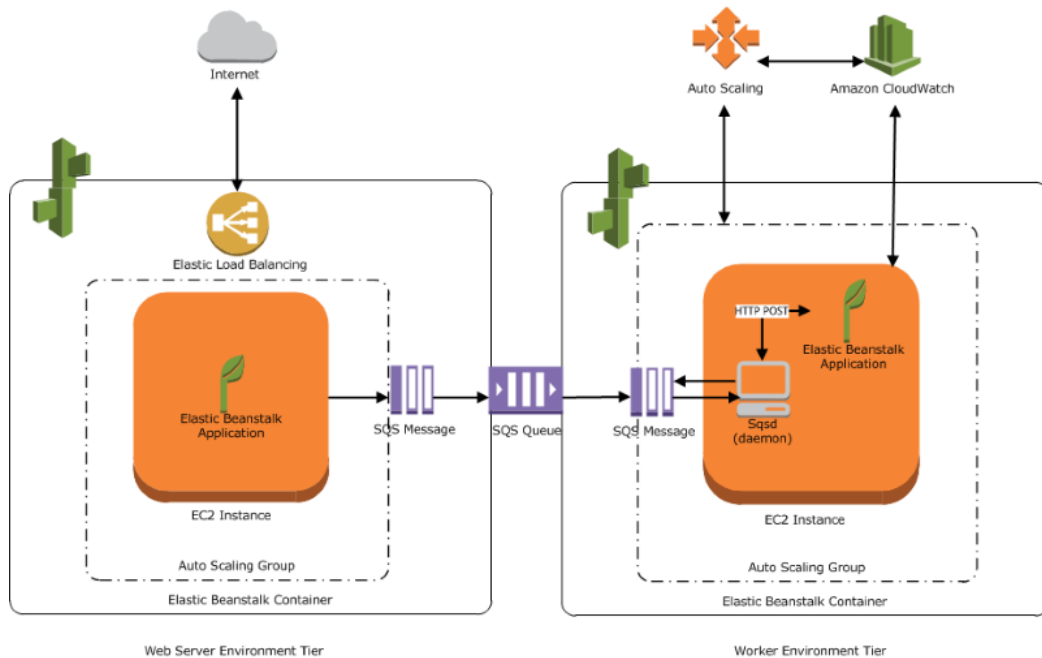 Internet
Auto Scaling
Amazon CloudWatch
Elastic Load Balancing
Elastic Beanstalk
Application
EC2 Instance
Auto Scaling Group
Elastic Beanstalk Container
Web Server Environment Tier
SQS Message
SQS Queue
SQS Message
HTTP POST
Elastic Beanstalk
Application
Sqsd
(daemon)
EC2 Instance
Auto Scaling Group
Elastic Beanstalk Container
Worker Environment Tier